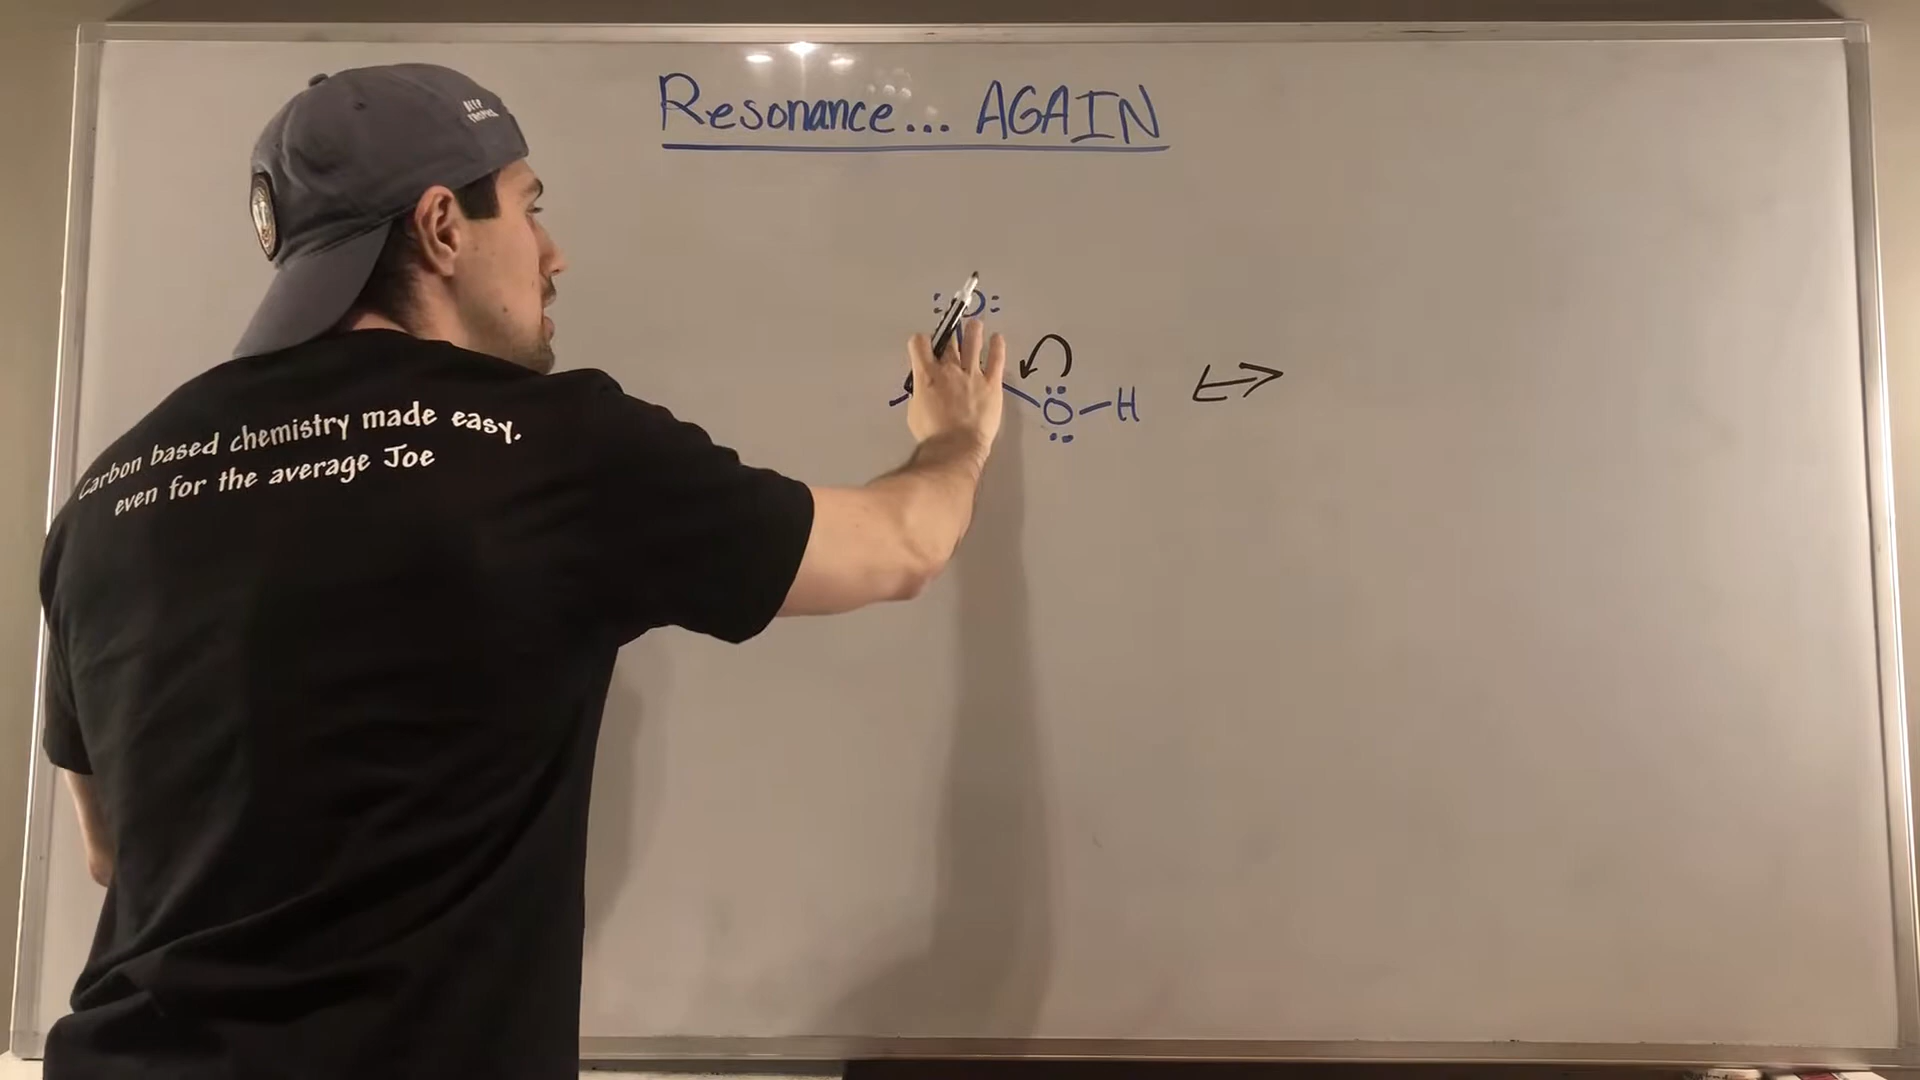 Resonance... AGAIN
:O:
O-H
Carbon based chemistry made easy,
even for the average Joe